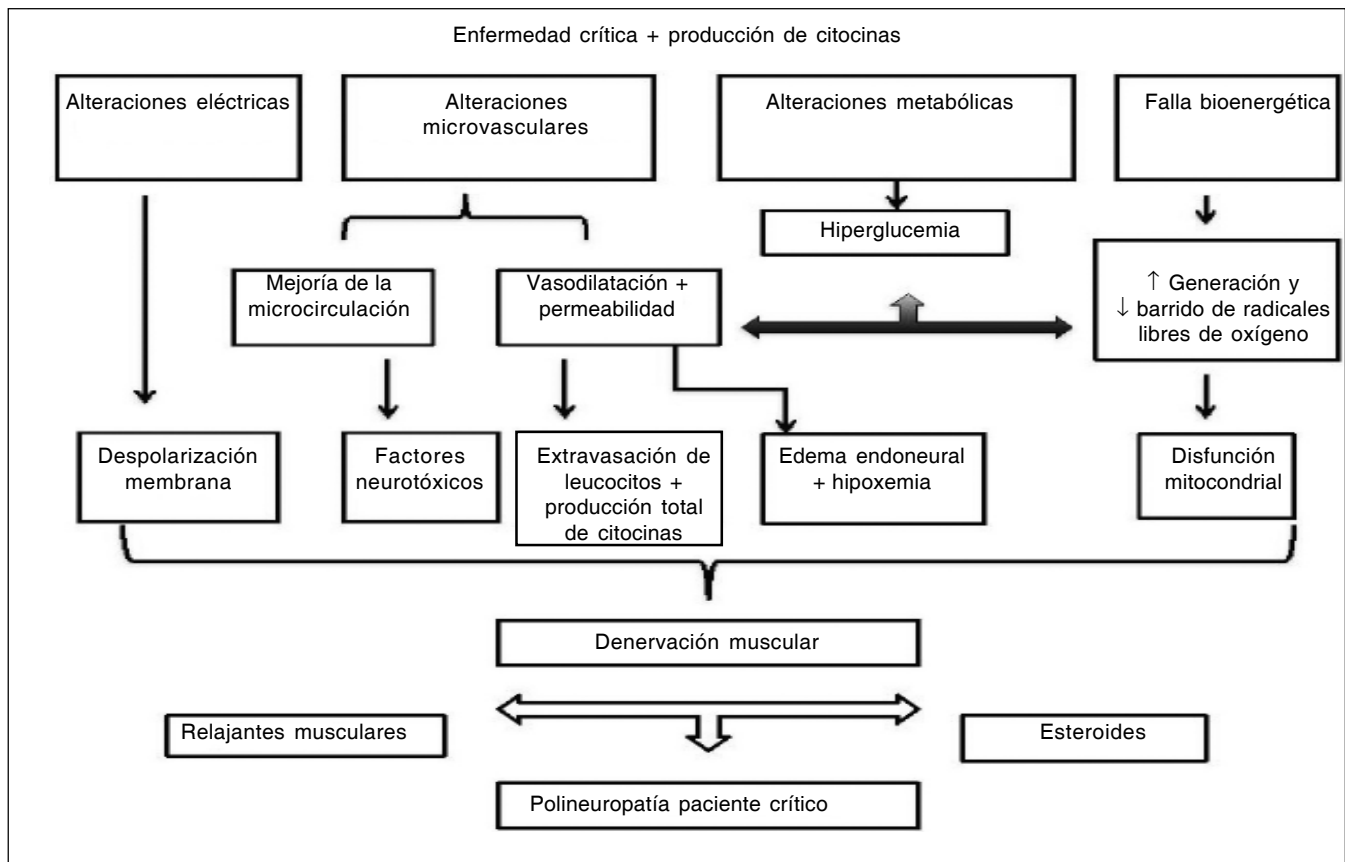 Enfermedad crítica + producción de citocinas
Alteraciones eléctricas
Alteraciones
microvasculares
Alteraciones metabólicas
Falla bioenergética
Hiperglucemia
Mejoría de la
microcirculación
Vasodilatación +
permeabilidad
↑ Generación y
↓ barrido de radicales
libres de oxígeno
Despolarización
membrana
Factores
neurotóxicos
Extravasación de
leucocitos +
producción total
de citocinas
Edema endoneural
+ hipoxemia
Disfunción
mitocondrial
Denervación muscular
Relajantes musculares
Esteroides
Polineuropatía paciente crítico